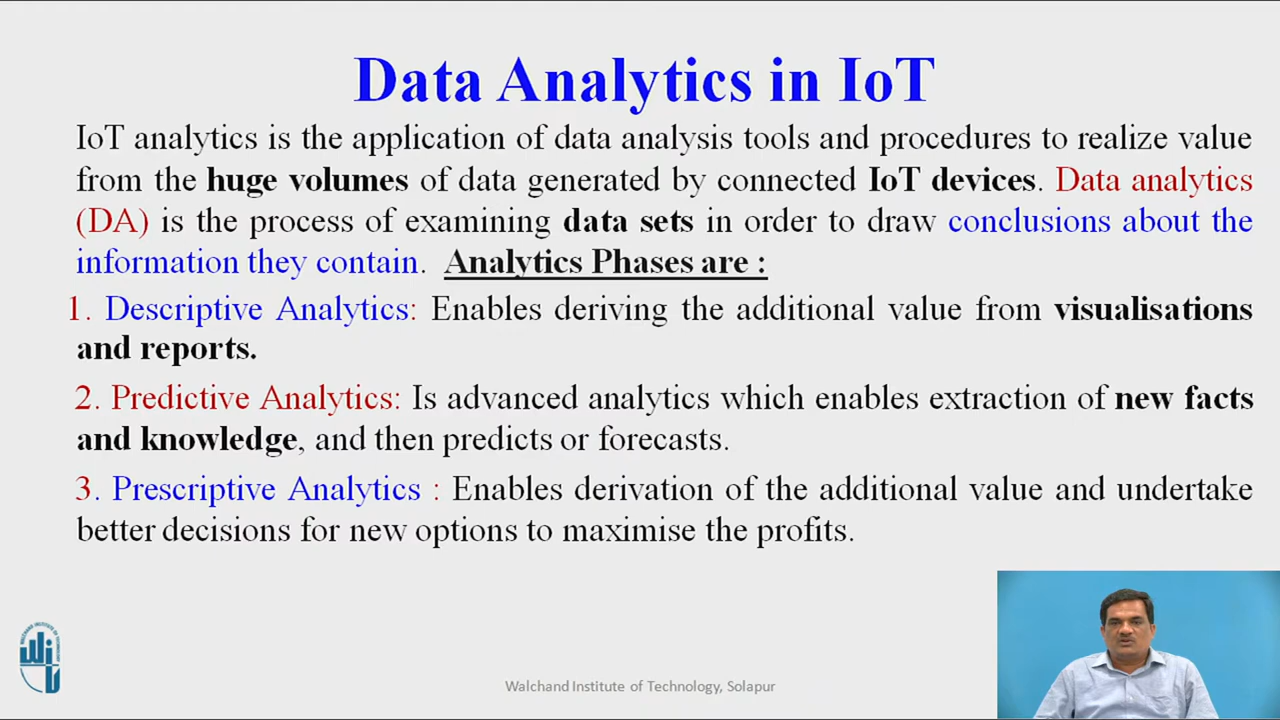 Data Analytics in IoT
IoT analytics is the application of data analysis tools and procedures to realize value
from the huge volumes of data generated by connected IoT devices. Data analytics
(DA) is the process of examining data sets in order to draw conclusions about the
information they contain. Analytics Phases are :
1. Descriptive Analytics: Enables deriving the additional value from visualisations
and reports.
2. Predictive Analytics: Is advanced analytics which enables extraction of new facts
and knowledge, and then predicts or forecasts.
3. Prescriptive Analytics : Enables derivation of the additional value and undertake
better decisions for new options to maximise the profits.
WALCHAND INSTITUTE OF TECHNOLOGY
WIT
Walchand Institute of Technology, Solapur